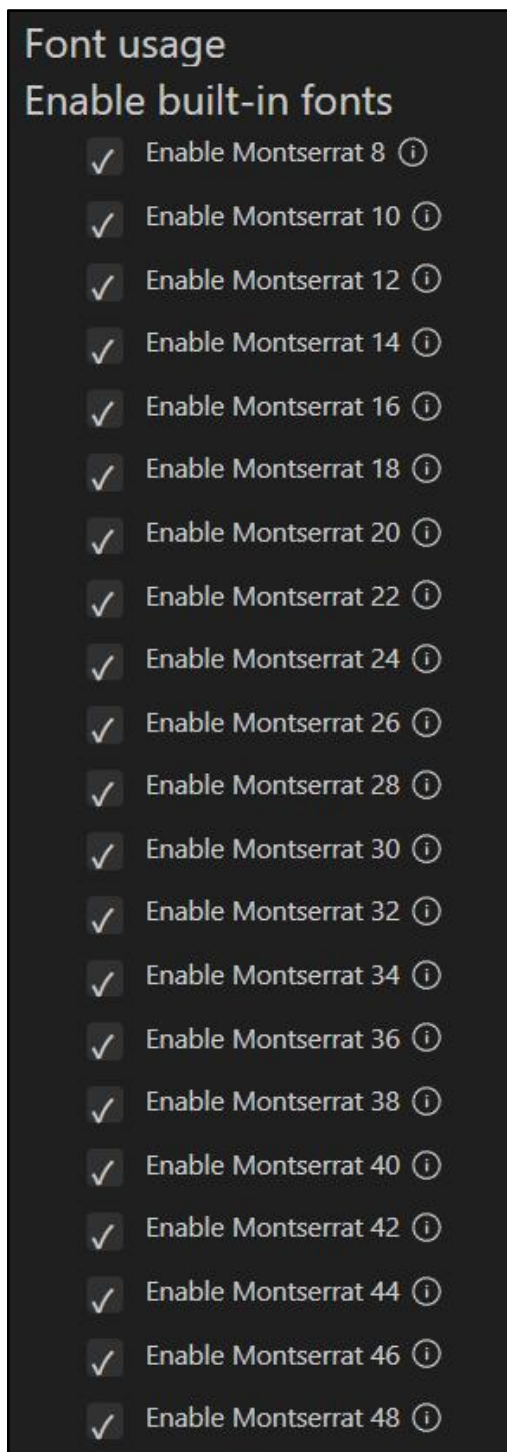 Font usage
Enable built-in fonts
Enable Montserrat 8
Enable Montserrat 10
Enable Montserrat 12
Enable Montserrat 14
Enable Montserrat 16
Enable Montserrat 18
Enable Montserrat 20
Enable Montserrat 22
Enable Montserrat 24
Enable Montserrat 26
Enable Montserrat 28
Enable Montserrat 30
Enable Montserrat 32
Enable Montserrat 34
Enable Montserrat 36
Enable Montserrat 38
Enable Montserrat 40
Enable Montserrat 42
Enable Montserrat 44
Enable Montserrat 46
Enable Montserrat 48